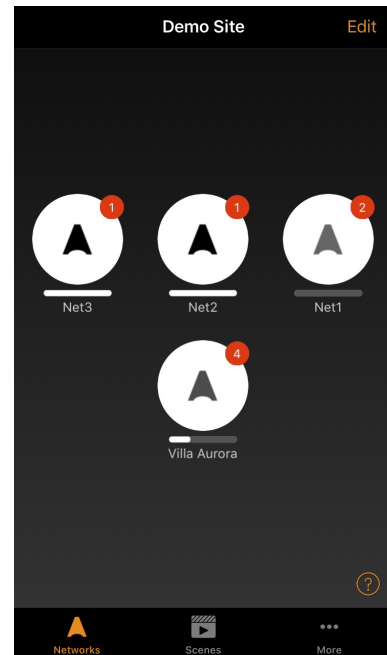 Demo Site Edit
1 1 2
Net3 Net2 Net1
4
Villa Aurora
?
Networks Scenes More